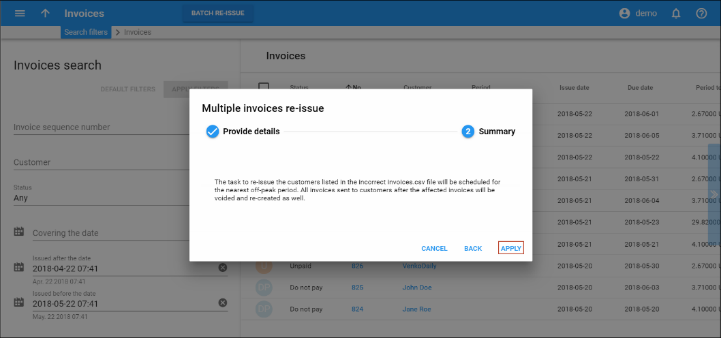 Invoices
BATCH RE-ISSUE
demo
Search filters > Invoices
Invoices search
DEFAULT FILTERS
Invoice sequence number
Customer
Status
Any
Covering the date
Issued after the date
2018-04-22 07:41
Apr. 22 2018 07:41
Issued before the date
2018-05-22 07:41
May. 22 2018 07:41
Invoices
Status No Customer Period Issue date Due date
2018-05-22 2018-06-01 2.67000
2018-05-22 2018-06-05 3.71000
2018-05-22 2018-05-22 4.10000
2018-05-21 2018-05-31 2.67000
2018-05-21 2018-06-04 3.71000
2018-05-21 2018-05-23 29.8200
2018-05-21 2018-05-21 4.10000
Unpaid 826 2018-05-20 2018-05-30 2.67000
Do not pay 825 John Doe 2018-05-20 2018-06-03 3.71000
Do not pay 824 Jane Roe 2018-05-20 2018-05-20 4.10000
Multiple invoices re-issue
Provide details
2 Summary
The task to re-issue the customers listed in the Incorrect invoices.csv file will be scheduled for
the nearest off-peak period. All invoices sent to customers after the affected invoices will be
voided and re-created as well.
CANCEL BACK APPLY